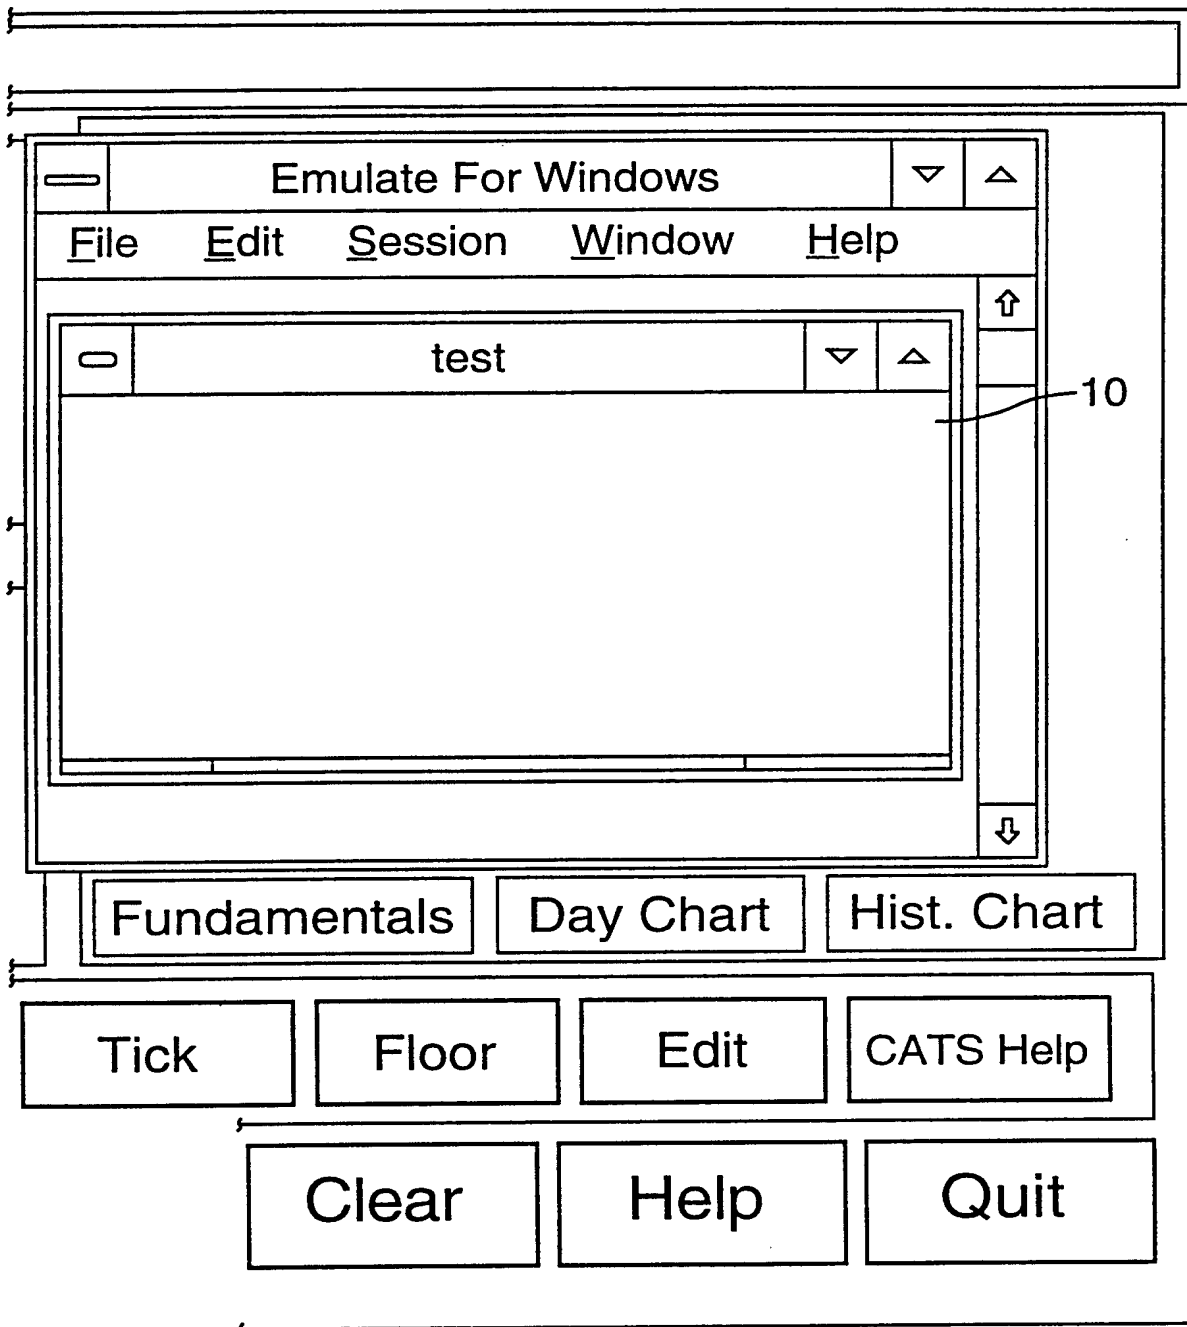 Emulate For Windows
File Edit Session Window Help
test
10
Fundamentals Day Chart Hist. Chart
Tick Floor Edit CATS Help
Clear Help Quit